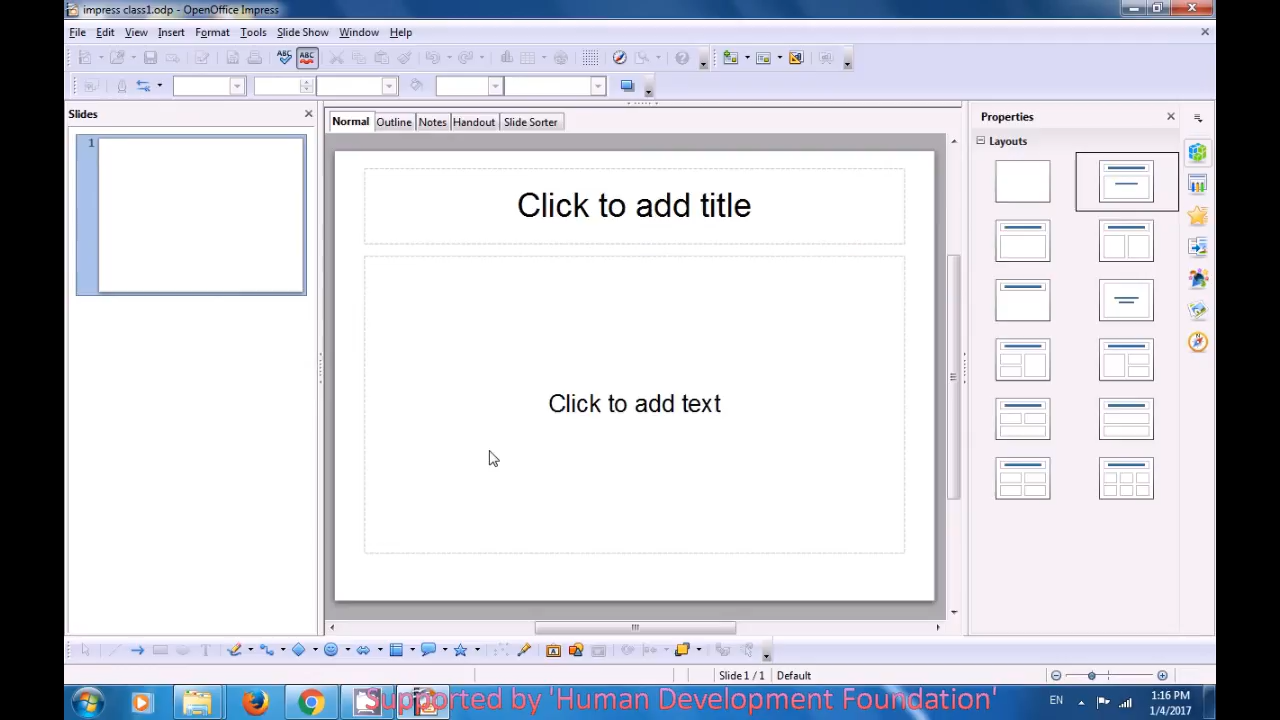 impress class1.odp - OpenOffice Impress
File Edit View Insert Format Tools Slide Show Window Help
ABC ABC
Slides
1
Normal Outline Notes Handout Slide Sorter
Click to add title
Click to add text
Properties
Layouts
Slide 1 / 1 Default
EN
1:16 PM
1/4/2017
Supported by 'Human Development Foundation'